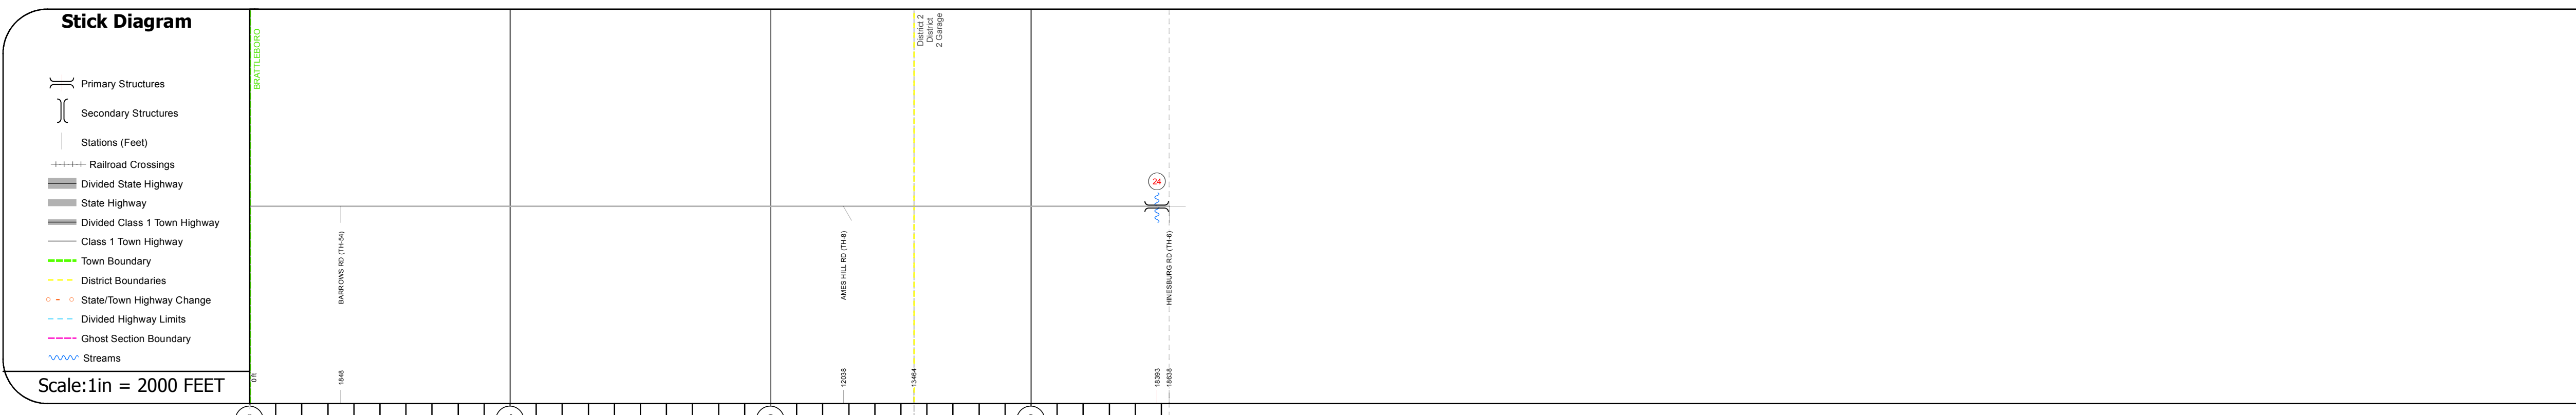 Stick Diagram
Primary Structures
Secondary Structures
Stations (Feet)
Railroad Crossings
Divided State Highway
State Highway
Divided Class 1 Town Highway
Class 1 Town Highway
Town Boundary
District Boundaries
State/Town Highway Change
Divided Highway Limits
Ghost Section Boundary
Streams
Scale:1in = 2000 FEET
BRATTLEBORO
0 ft
BARROWS RD (TH-54)
1848
AMES HILL RD (TH-8)
12038
District 2
District
2 Garage
13464
24
18393
HINESBURG RD (TH-6)
18638